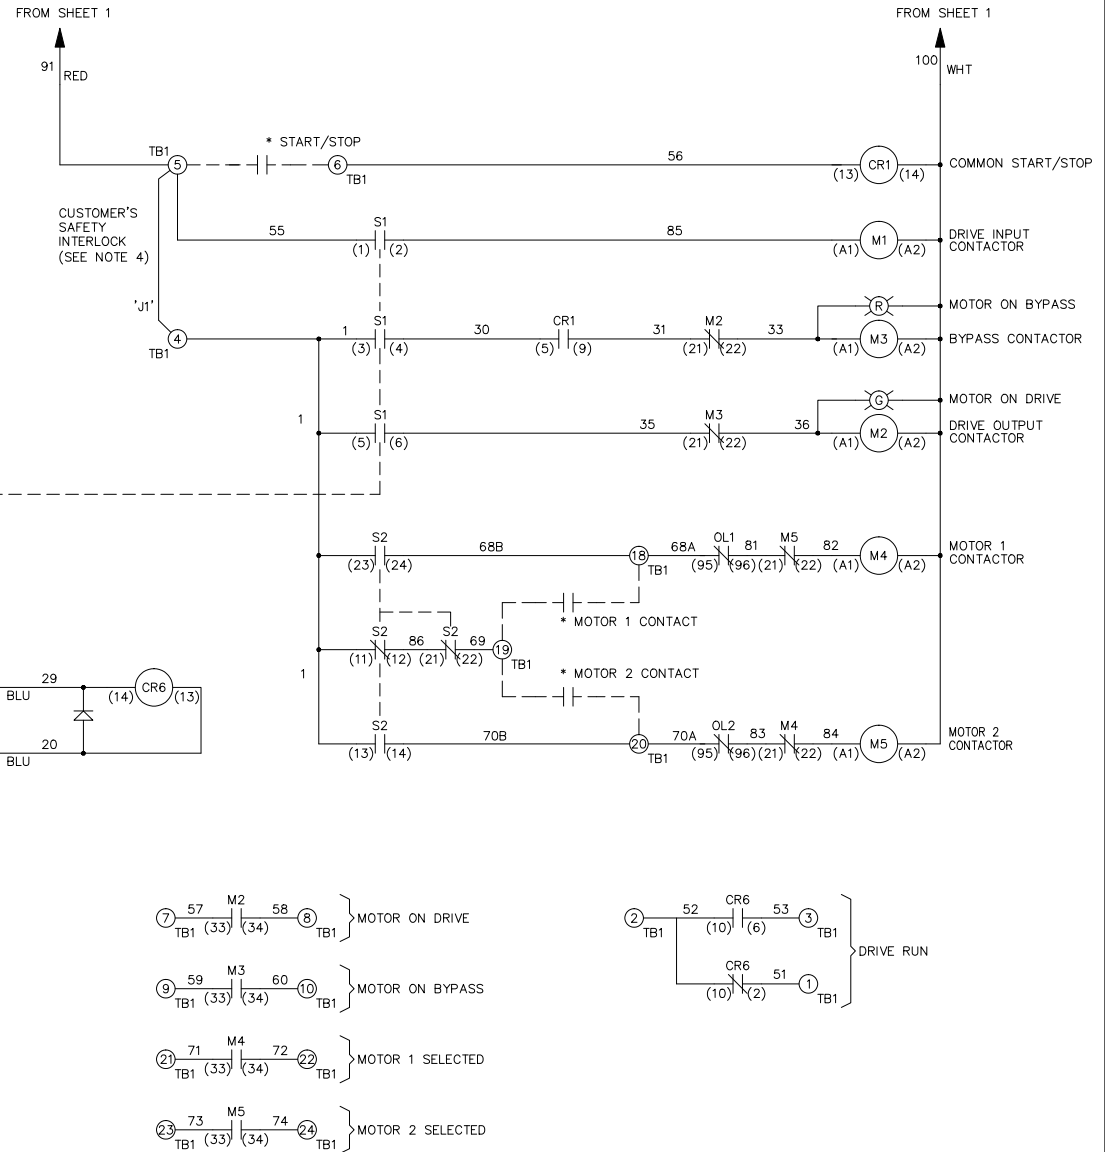 FROM SHEET 1
FROM SHEET 1
91
RED
100
WHT
* START/STOP
TB1
5
6
TB1
56
CR1
(13)
(14)
COMMON START/STOP
CUSTOMER'S
SAFETY
INTERLOCK
(SEE NOTE 4)
55
S1
(1)
(2)
85
M1
(A1)
(A2)
DRIVE INPUT
CONTACTOR
'J1'
R
MOTOR ON BYPASS
4
TB1
1
S1
(3)
(4)
30
CR1
(5)
(9)
31
M2
(21)
(22)
33
M3
(A1)
(A2)
BYPASS CONTACTOR
G
MOTOR ON DRIVE
1
S1
(5)
(6)
35
M3
(21)
(22)
36
M2
(A1)
(A2)
DRIVE OUTPUT
CONTACTOR
S2
(23)
(24)
68B
18
TB1
68A
OL1
(95)
(96)
81
M5
(21)
(22)
82
M4
(A1)
(A2)
MOTOR 1
CONTACTOR
* MOTOR 1 CONTACT
S2
(11)
(12)
86
S2
(21)
(22)
69
19
TB1
* MOTOR 2 CONTACT
1
29
BLU
CR6
(14)
(13)
20
BLU
S2
(13)
(14)
70B
20
TB1
70A
OL2
(95)
(96)
83
M4
(21)
(22)
84
M5
(A1)
(A2)
MOTOR 2
CONTACTOR
7
TB1
57
M2
(33)
(34)
58
8
TB1
MOTOR ON DRIVE
9
TB1
59
M3
(33)
(34)
60
10
TB1
MOTOR ON BYPASS
21
TB1
71
M4
(33)
(34)
72
22
TB1
MOTOR 1 SELECTED
23
TB1
73
M5
(33)
(34)
74
24
TB1
MOTOR 2 SELECTED
2
TB1
52
CR6
(10)
(6)
53
3
TB1
DRIVE RUN
CR6
(10)
(2)
51
1
TB1